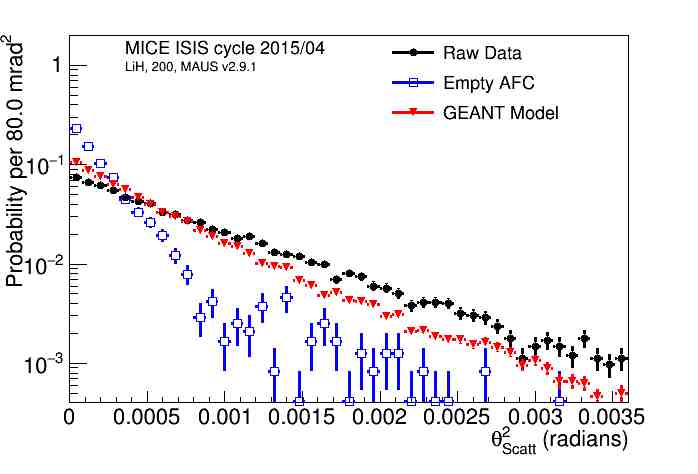 MICE ISIS cycle 2015/04
LiH, 200, MAUS v2.9.1
Raw Data
Empty AFC
GEANT Model
Probability per 80.0 mrad²
1
10⁻¹
10⁻²
10⁻³
0 0.0005 0.001 0.0015 0.002 0.0025 0.003 0.0035
θ²Scatt (radians)